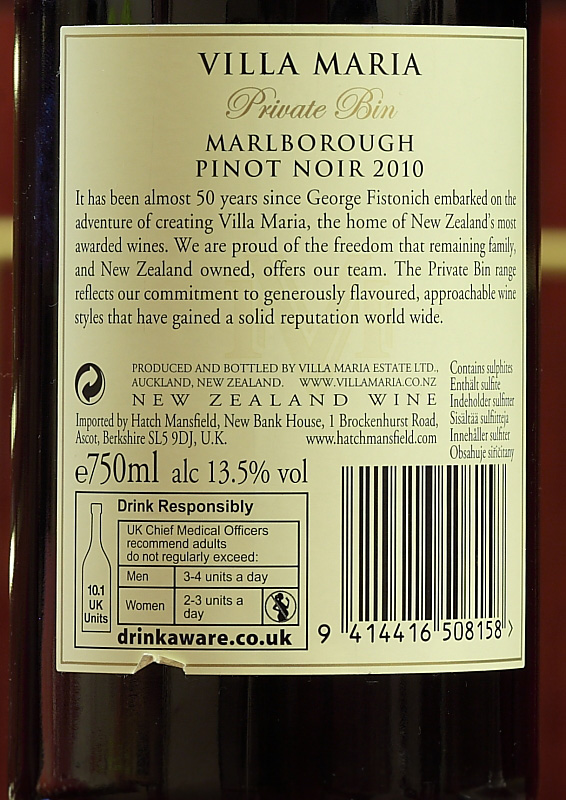 VILLA MARIA
Private Bin
MARLBOROUGH
PINOT NOIR 2010
It has been almost 50 years since George Fistonich embarked on the
adventure of creating Villa Maria, the home of New Zealand's most
awarded wines. We are proud of the freedom that remaining family,
and New Zealand owned, offers our team. The Private Bin range
reflects our commitment to generously flavoured, approachable wine
styles that have gained a solid reputation world wide.
PRODUCED AND BOTTLED BY VILLA MARIA ESTATE LTD.,
AUCKLAND, NEW ZEALAND. WWW.VILLAMARIA.CO.NZ
NEW ZEALAND WINE
Imported by Hatch Mansfield, New Bank House, 1 Brockenhurst Road,
Ascot, Berkshire SL5 9DJ, U.K. www.hatchmansfield.com
Contains sulphites
Enthält sulfite
Indeholder sulfitter
Sisältää sulfiitteja
Innehåller sulfiter
Obsahuje siřičitany
e750ml alc 13.5% vol
Drink Responsibly
UK Chief Medical Officers
recommend adults
do not regularly exceed:
Men 3-4 units a day
Women 2-3 units a
day
10.1
UK
Units
drinkaware.co.uk
9 414416 508158 >